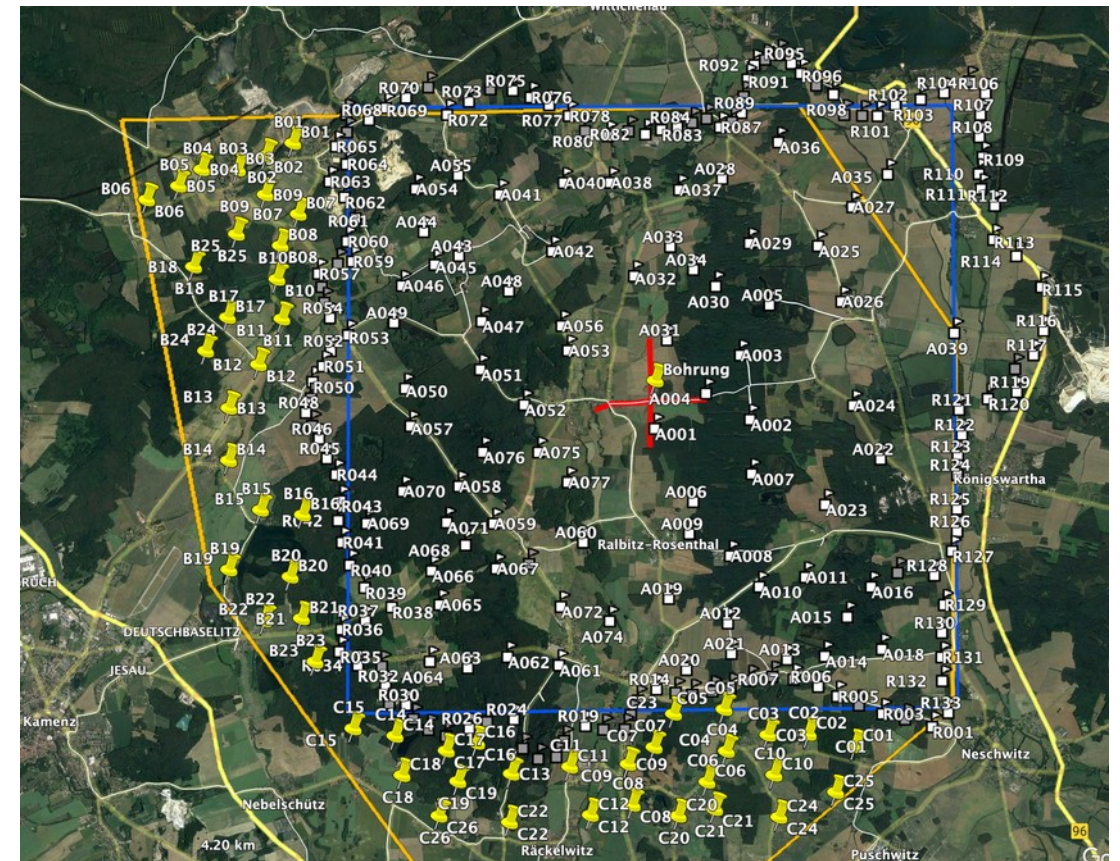 Wittichenau
R095
R092
R096
R091
R070
R075
R073
R104
R106
R102
R068
R069
R076
R089
R098
R103
R107
R072
R077
R078
R084
R087
R101
R108
B01
B01
R080
R082
R083
A036
B04
B03
R065
B05
B03
B02
R064
A055
A028
A035
R109
B04
B02
R110
B06
B05
R063
A054
A041
A040
A038
A037
R111
R112
B06
B09
B07
R062
A027
B09
B07
R061
A044
B08
R060
A043
A042
A033
A029
A025
R113
B25
B25
B10
B08
R059
A045
A034
R114
B18
R057
A046
A048
A032
B18
B10
A030
A005
A026
R115
B17
B17
R054
A049
A047
A056
A031
R116
B24
B11
B11
R053
A039
B24
R052
A053
A003
R117
B12
B12
R051
A051
Bohrung
R050
A050
R119
B13
B13
R048
A052
A004
A024
R121
R120
R046
A057
A001
A002
R122
B14
B14
R045
A076
A075
A022
R123
R124
R044
A007
Königswartha
B15
B16
A070
A058
A077
B15
B16
R043
A006
A023
R125
R042
A069
A071
A059
A009
R126
R041
A060
Ralbitz-Rosenthal
B19
A068
A008
R127
B19
B20
B20
R040
A066
A067
R128
BRUCH
R039
A019
A010
A011
A016
B22
B21
R037
R038
A065
A072
R129
B22
B21
A012
A015
DEUTSCHBASELITZ
R036
A074
R130
B23
B23
A021
JESAU
R034
R035
A063
A062
A061
A020
A013
A014
A018
R131
R032
A064
R014
R007
R006
R132
R030
C05
C05
R005
Kamenz
C15
C14
R026
R024
C23
C03
C02
R003
R133
C14
C16
R019
C07
C07
C04
C03
C02
C01
R001
C15
C17
C16
C11
C04
C10
C01
Neschwitz
C18
C17
C13
C11
C09
C09
C06
C06
C10
C18
C19
C08
C25
Nebelschütz
C19
C22
C12
C20
C24
C25
C26
C26
C22
C12
C08
C21
C21
C24
C20
4.20 km
Räckelwitz
Puschwitz
96